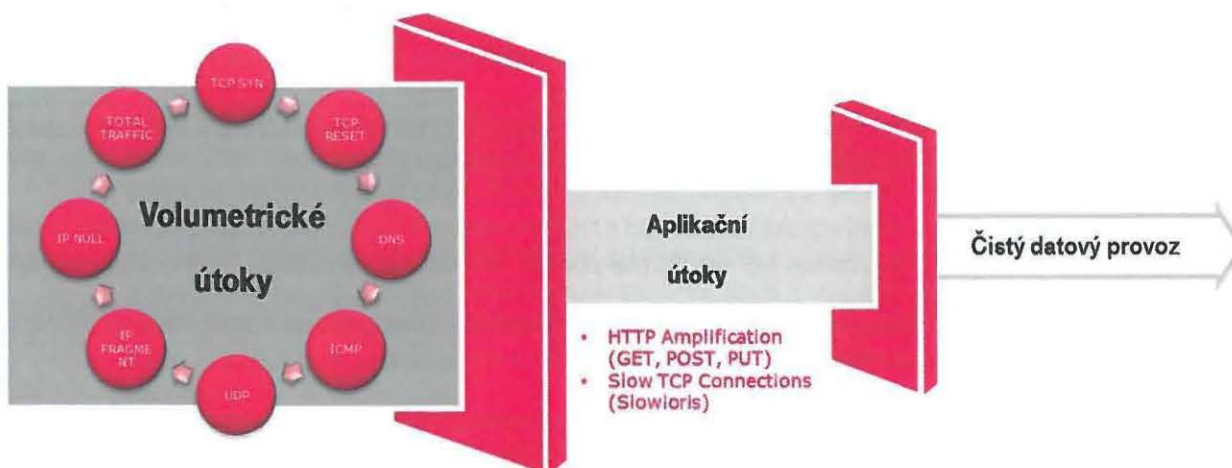 TCP SYN
TCP
RESET
DNS
ICMP
UDP
IP
FRAGME
NT
IP NULL
TOTAL
TRAFFIC
Volumetrické
útoky
Aplikační
útoky
• HTTP Amplification
(GET, POST, PUT)
• Slow TCP Connections
(Slowloris)
Čistý datový provoz